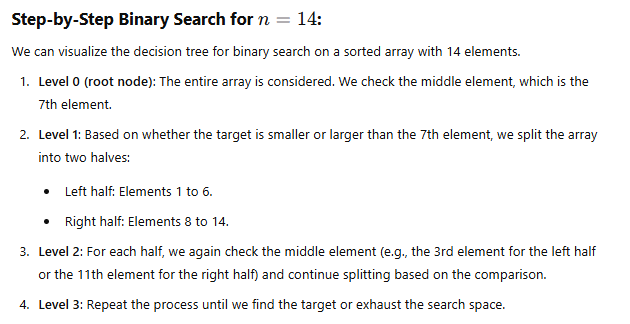 Step-by-Step Binary Search for n = 14:
We can visualize the decision tree for binary search on a sorted array with 14 elements.
1. Level 0 (root node): The entire array is considered. We check the middle element, which is the
7th element.
2. Level 1: Based on whether the target is smaller or larger than the 7th element, we split the array
into two halves:
• Left half: Elements 1 to 6.
• Right half: Elements 8 to 14.
3. Level 2: For each half, we again check the middle element (e.g., the 3rd element for the left half
or the 11th element for the right half) and continue splitting based on the comparison.
4. Level 3: Repeat the process until we find the target or exhaust the search space.